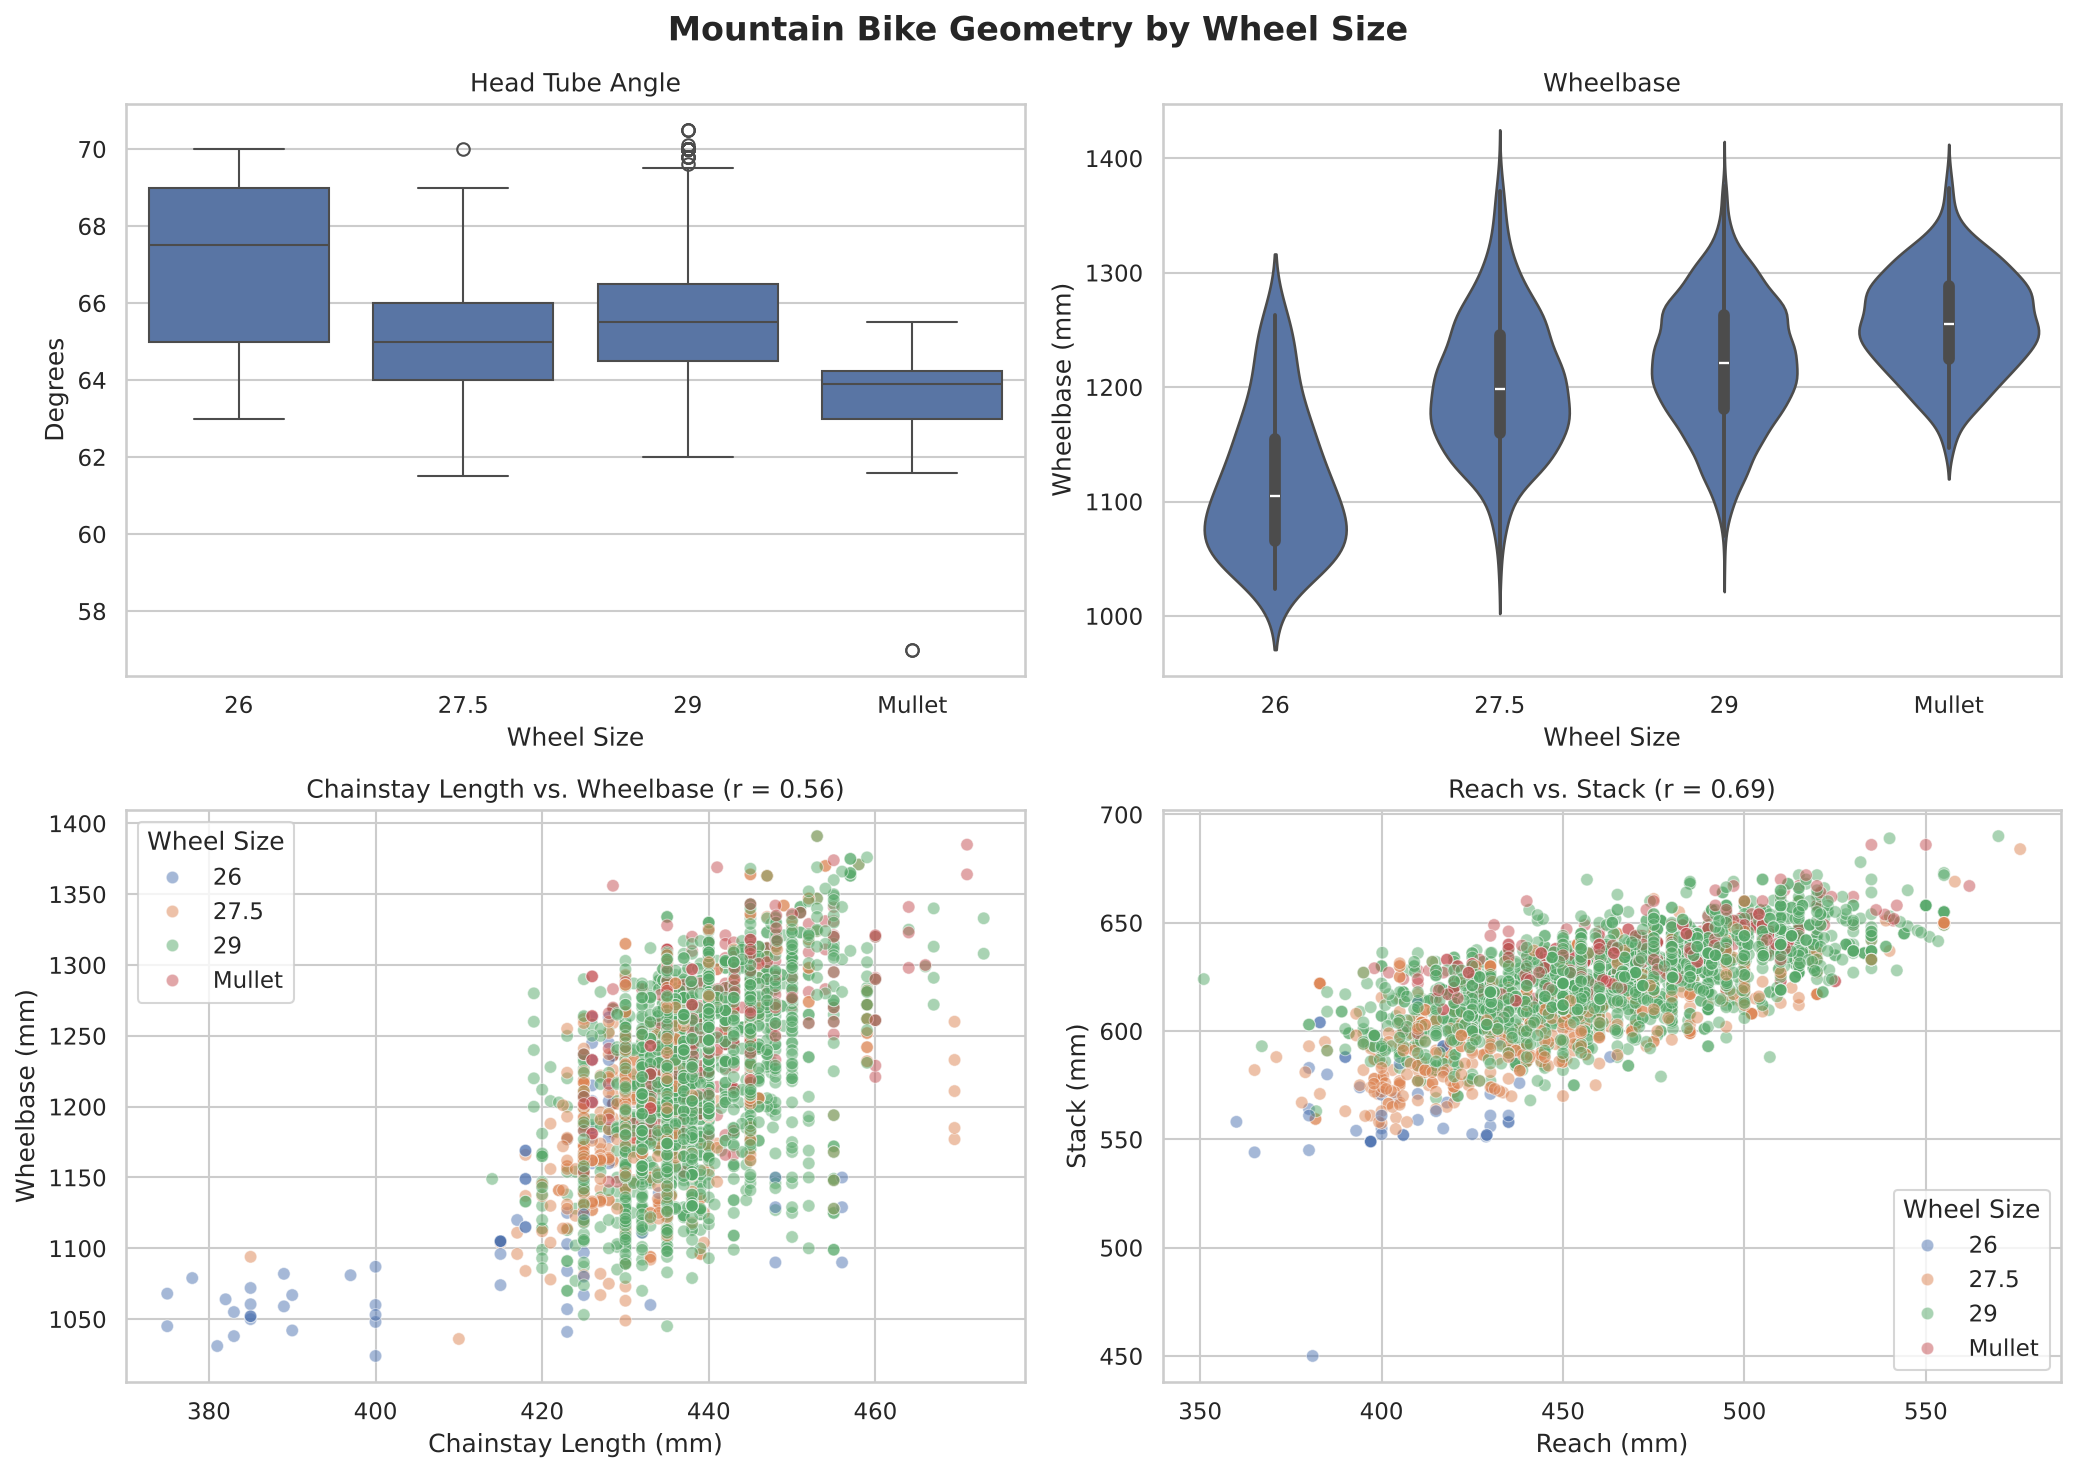 Mountain Bike Geometry by Wheel Size
Head Tube Angle
Degrees
70
68
66
64
62
60
58
26 27.5 29 Mullet
Wheel Size
Wheelbase
Wheelbase (mm)
1400
1300
1200
1100
1000
26 27.5 29 Mullet
Wheel Size
Chainstay Length vs. Wheelbase (r = 0.56)
Wheelbase (mm)
1400
1350
1300
1250
1200
1150
1100
1050
Wheel Size
26
27.5
29
Mullet
380 400 420 440 460
Chainstay Length (mm)
Reach vs. Stack (r = 0.69)
Stack (mm)
700
650
600
550
500
450
Wheel Size
26
27.5
29
Mullet
350 400 450 500 550
Reach (mm)